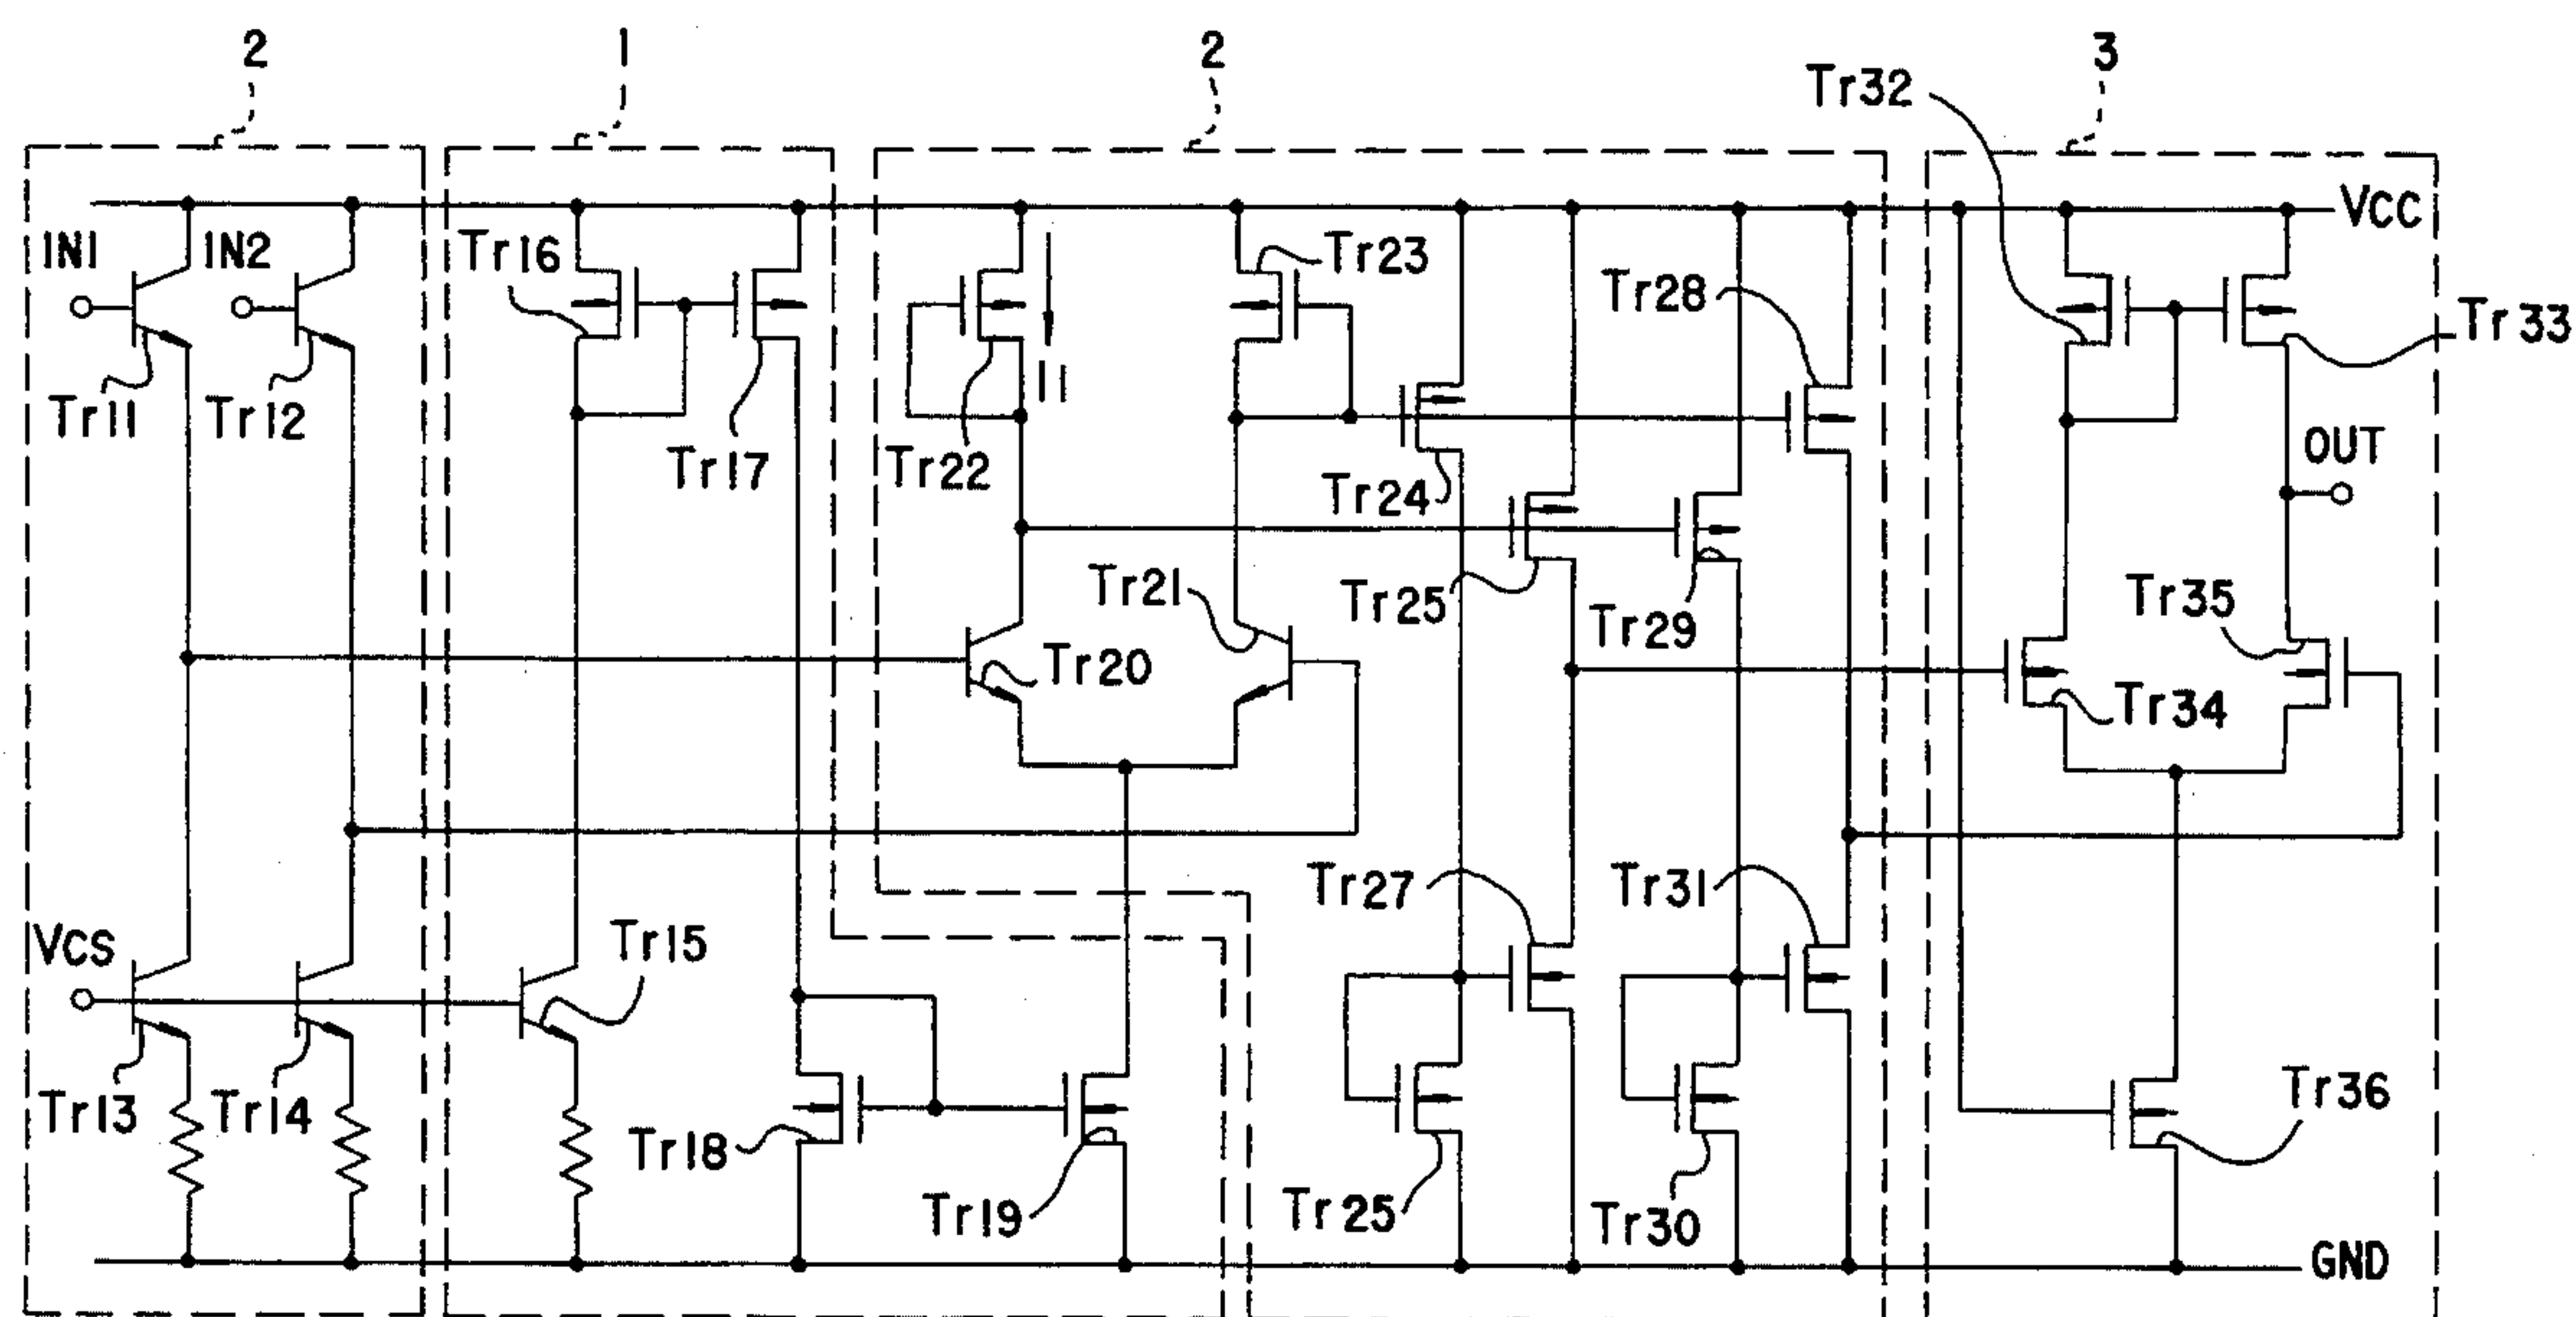 2
1
2
3
Tr32
VCC
IN1
IN2
Tr16
Tr23
Tr28
Tr33
I1
Tr11
Tr12
Tr17
Tr22
Tr24
OUT
Tr21
Tr25
Tr29
Tr35
Tr20
Tr34
Tr27
Tr31
VCS
Tr15
Tr13
Tr14
Tr18
Tr19
Tr25
Tr30
Tr36
GND